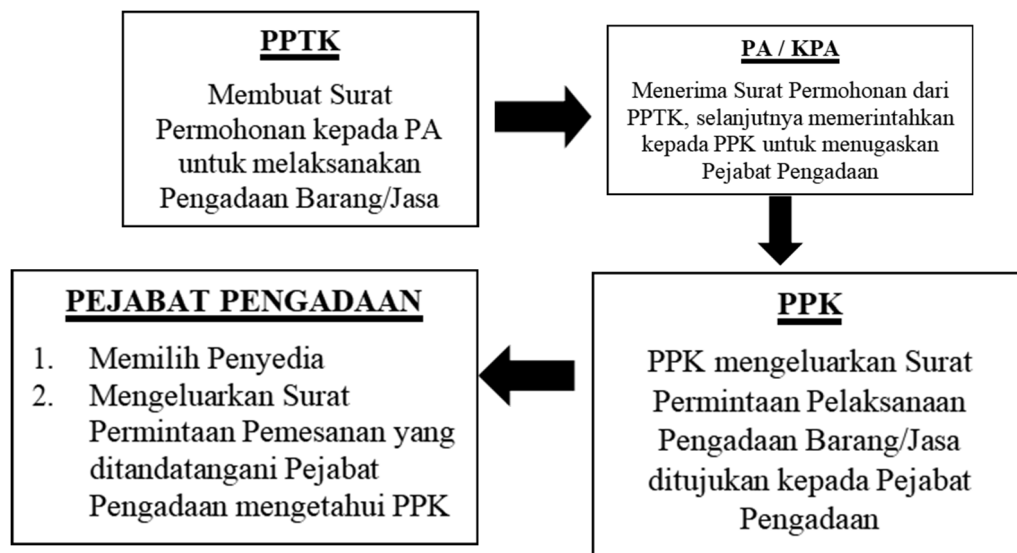 PPTK
Membuat Surat
Permohonan kepada PA
untuk melaksanakan
Pengadaan Barang/Jasa
PA / KPA
Menerima Surat Permohonan dari
PPTK, selanjutnya memerintahkan
kepada PPK untuk menugaskan
Pejabat Pengadaan
PPK
PPK mengeluarkan Surat
Permintaan Pelaksanaan
Pengadaan Barang/Jasa
ditujukan kepada Pejabat
Pengadaan
PEJABAT PENGADAAN
1. Memilih Penyedia
2. Mengeluarkan Surat
Permintaan Pemesanan yang
ditandatangani Pejabat
Pengadaan mengetahui PPK